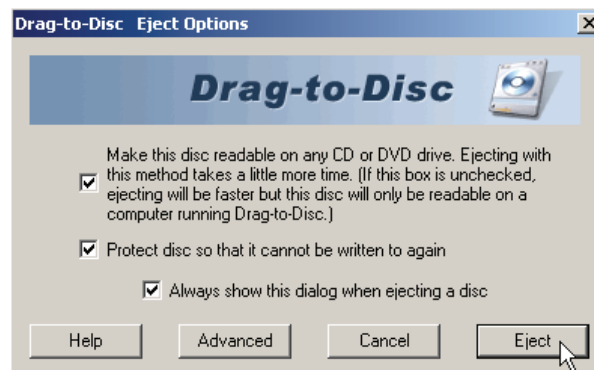 Drag-to-Disc Eject Options
Drag-to-Disc
Make this disc readable on any CD or DVD drive. Ejecting with
this method takes a little more time. (If this box is unchecked,
ejecting will be faster but this disc will only be readable on a
computer running Drag-to-Disc.)
Protect disc so that it cannot be written to again
Always show this dialog when ejecting a disc
Help
Advanced
Cancel
Eject